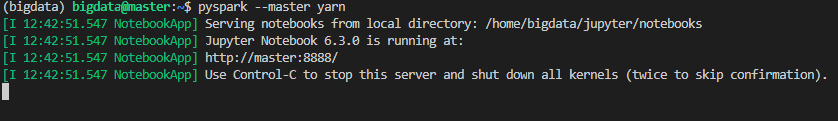 (bigdata) bigdata@master:~$ pyspark --master yarn
[I 12:42:51.547 NotebookApp] Serving notebooks from local directory: /home/bigdata/jupyter/notebooks
[I 12:42:51.547 NotebookApp] Jupyter Notebook 6.3.0 is running at:
[I 12:42:51.547 NotebookApp] http://master:8888/
[I 12:42:51.547 NotebookApp] Use Control-C to stop this server and shut down all kernels (twice to skip confirmation).